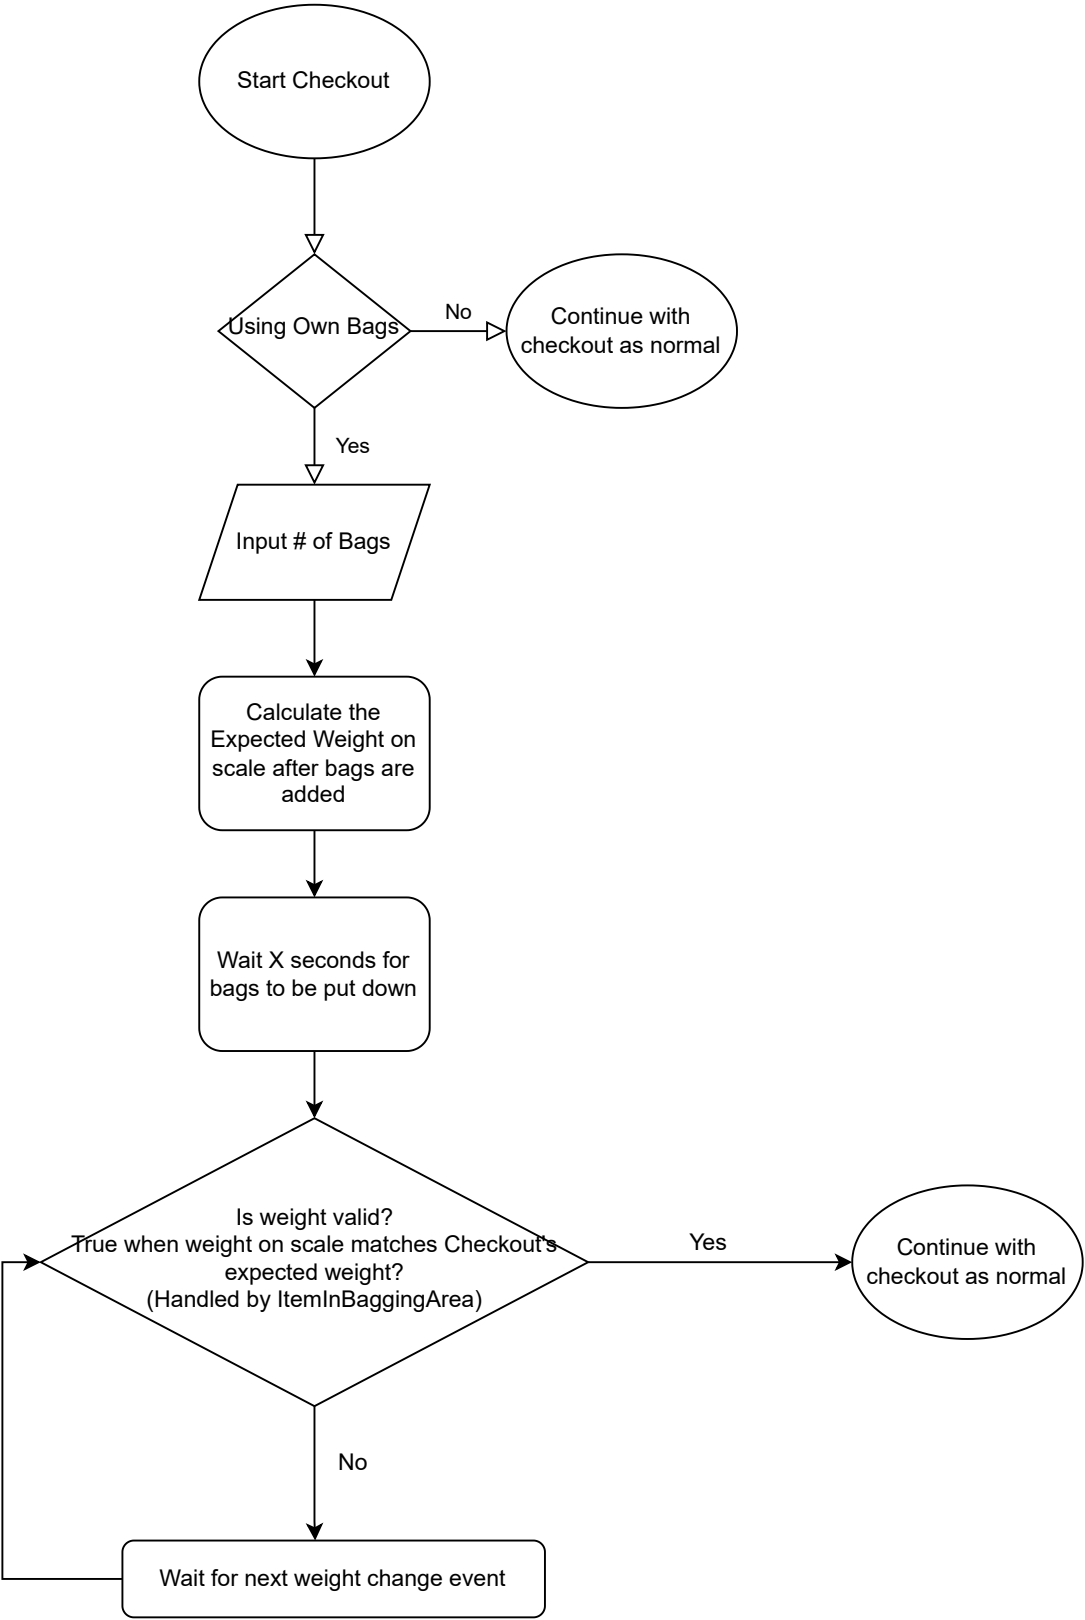 Start Checkout
Using Own Bags
No
Continue with
checkout as normal
Yes
Input # of Bags
Calculate the
Expected Weight on
scale after bags are
added
Wait X seconds for
bags to be put down
Is weight valid?
True when weight on scale matches Checkout's
expected weight?
(Handled by ItemInBaggingArea)
Yes
Continue with
checkout as normal
No
Wait for next weight change event